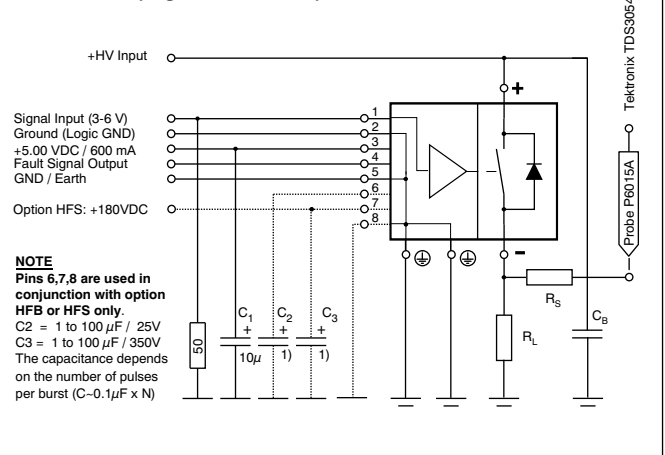 +HV Input
Signal Input (3-6 V)
Ground (Logic GND)
+5.00 VDC / 600 mA
Fault Signal Output
GND / Earth
Option HFS: +180VDC
1
2
3
4
5
6
7
8
+
-
Tektronix TDS3054
Probe P6015A
RS
RL
CB
NOTE
Pins 6,7,8 are used in
conjunction with option
HFB or HFS only.
C2 = 1 to 100 µF / 25V
C3 = 1 to 100 µF / 350V
The capacitance depends
on the number of pulses
per burst (C~0.1µF x N)
50
C1
+
10µ
C2
+
1)
C3
+
1)